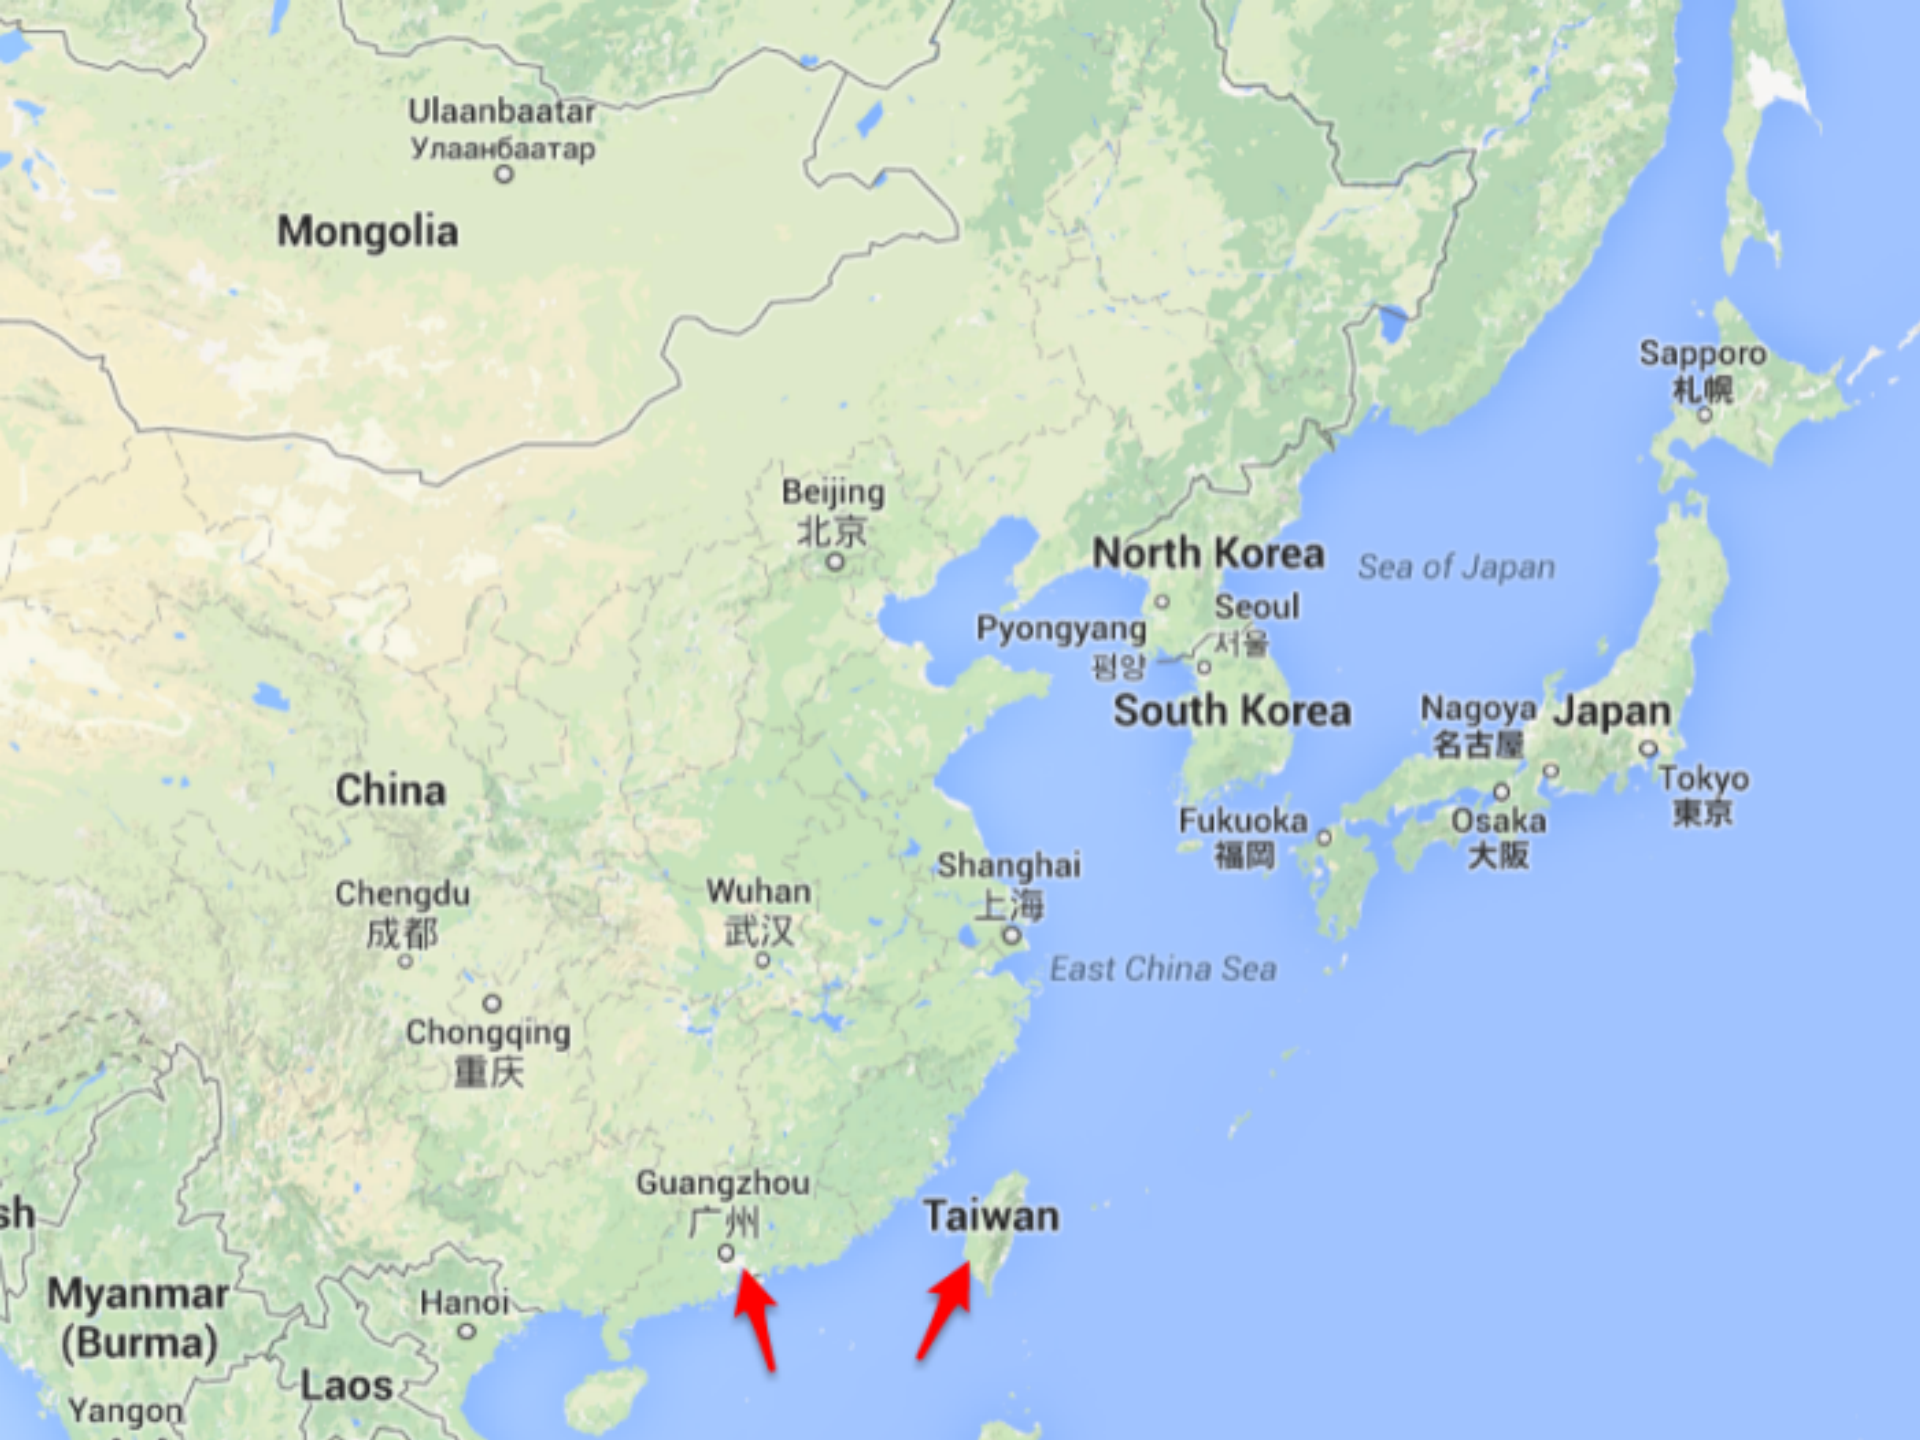 Ulaanbaatar
Улаанбаатар
Mongolia
Sapporo
札幌
Beijing
北京
North Korea
Sea of Japan
Seoul
서울
Pyongyang
평양
South Korea
Nagoya
名古屋
Japan
Tokyo
東京
China
Fukuoka
福岡
Osaka
大阪
Shanghai
上海
Chengdu
成都
Wuhan
武汉
East China Sea
Chongqing
重庆
Guangzhou
广州
Taiwan
sh
Myanmar
(Burma)
Hanoi
Laos
Yangon